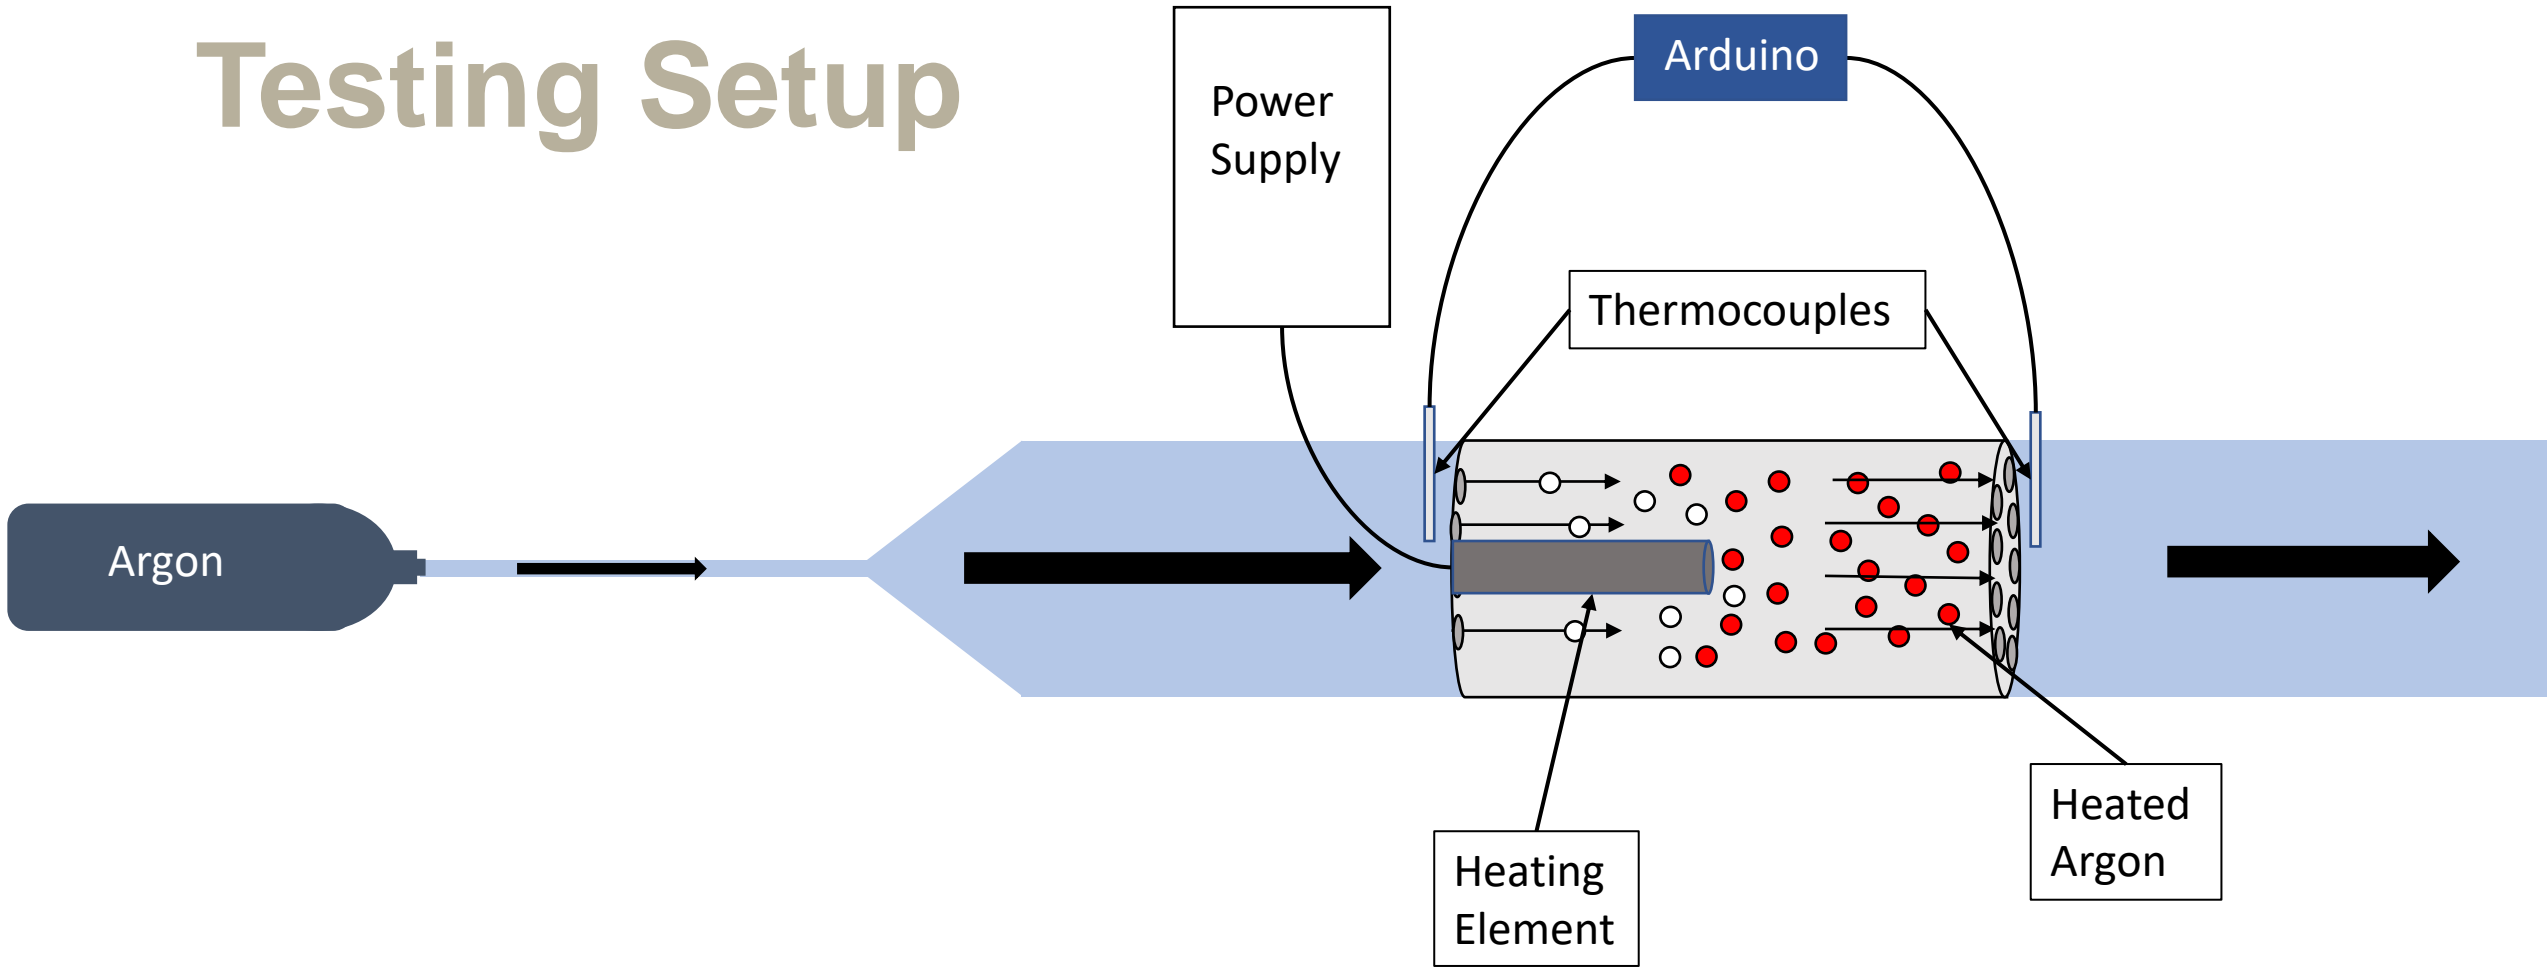 Testing Setup
Power
Supply
Arduino
Thermocouples
Argon
Heating
Element
Heated
Argon